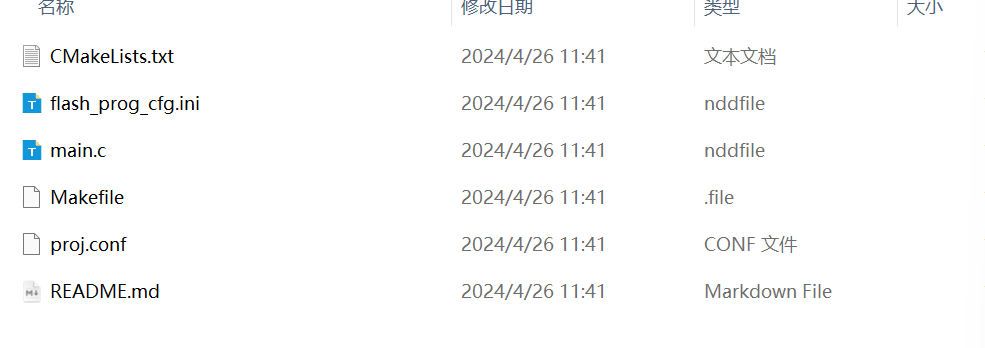 名称 修改日期 类型 大小
CMakeLists.txt 2024/4/26 11:41 文本文档
flash_prog_cfg.ini 2024/4/26 11:41 nddfile
main.c 2024/4/26 11:41 nddfile
Makefile 2024/4/26 11:41 .file
proj.conf 2024/4/26 11:41 CONF 文件
README.md 2024/4/26 11:41 Markdown File